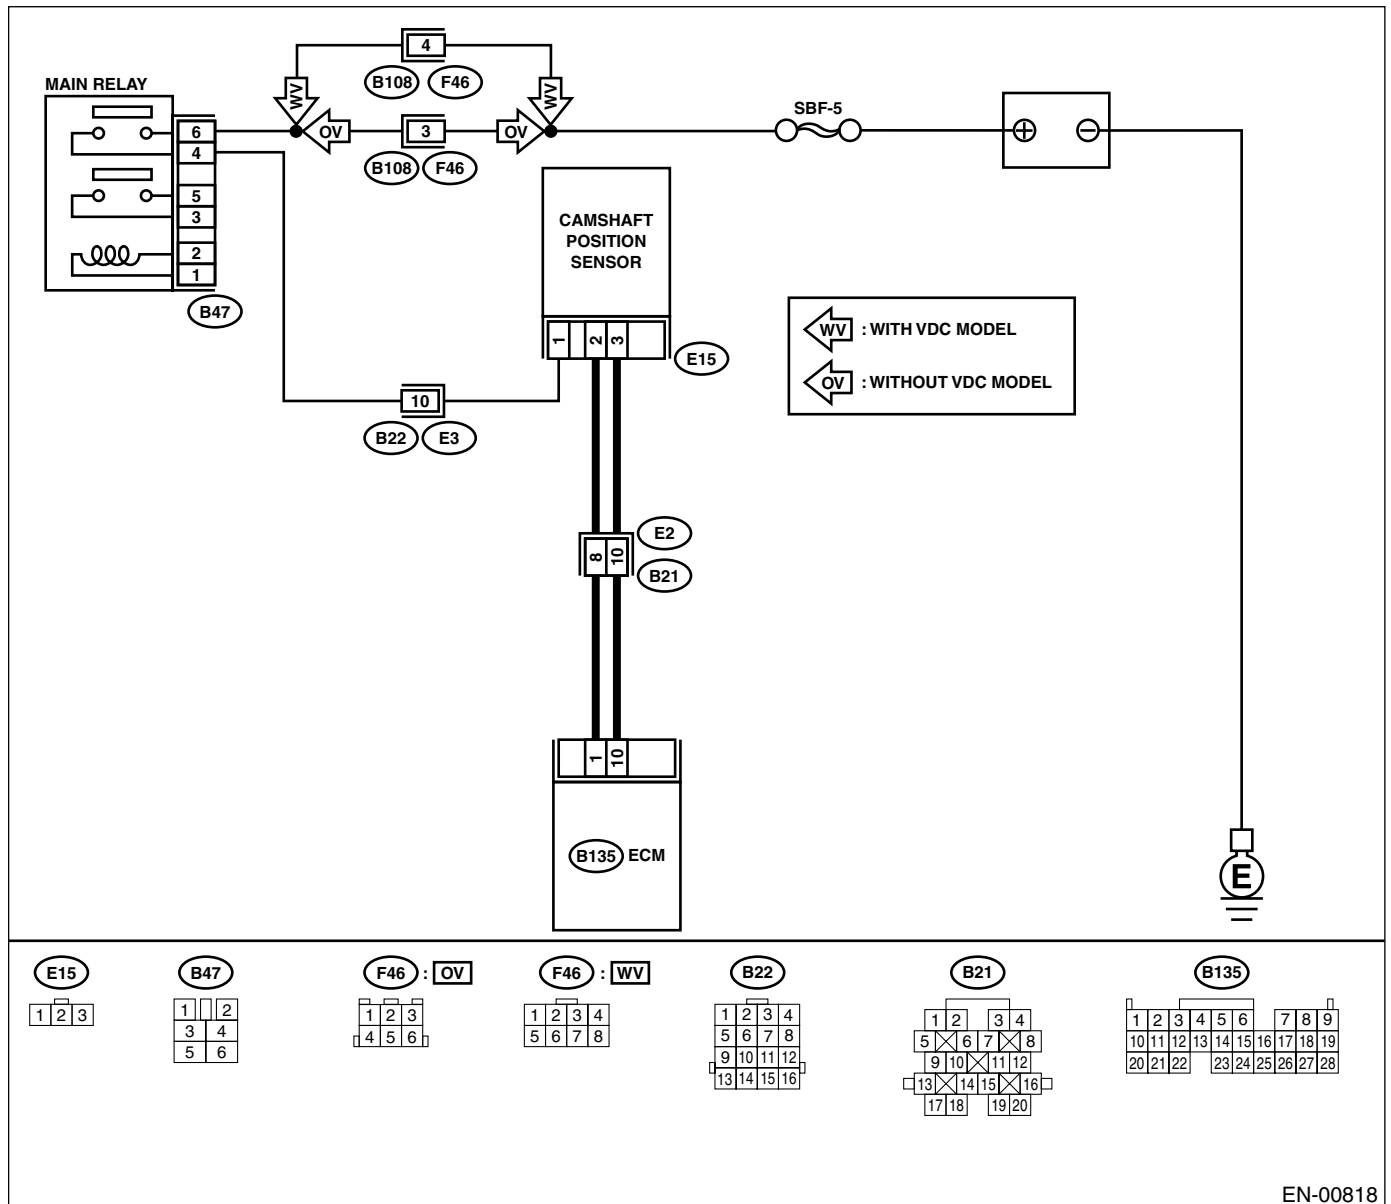 4
B108 F46
MAIN RELAY
WV
WV
SBF-5
6
OV
3
OV
+
−
4
B108 F46
5
3
2
1
B47
CAMSHAFT
POSITION
SENSOR
1 2 3
E15
WV : WITH VDC MODEL
OV : WITHOUT VDC MODEL
10
B22 E3
E2
8 10
B21
1 10
B135 ECM
E
E15
1 2 3
B47
1 2
3 4
5 6
F46 : OV
1 2 3
4 5 6
F46 : WV
1 2 3 4
5 6 7 8
B22
1 2 3 4
5 6 7 8
9 10 11 12
13 14 15 16
B21
1 2 3 4
5 6 7 8
9 10 11 12
13 14 15 16
17 18 19 20
B135
1 2 3 4 5 6 7 8 9
10 11 12 13 14 15 16 17 18 19
20 21 22 23 24 25 26 27 28
EN-00818